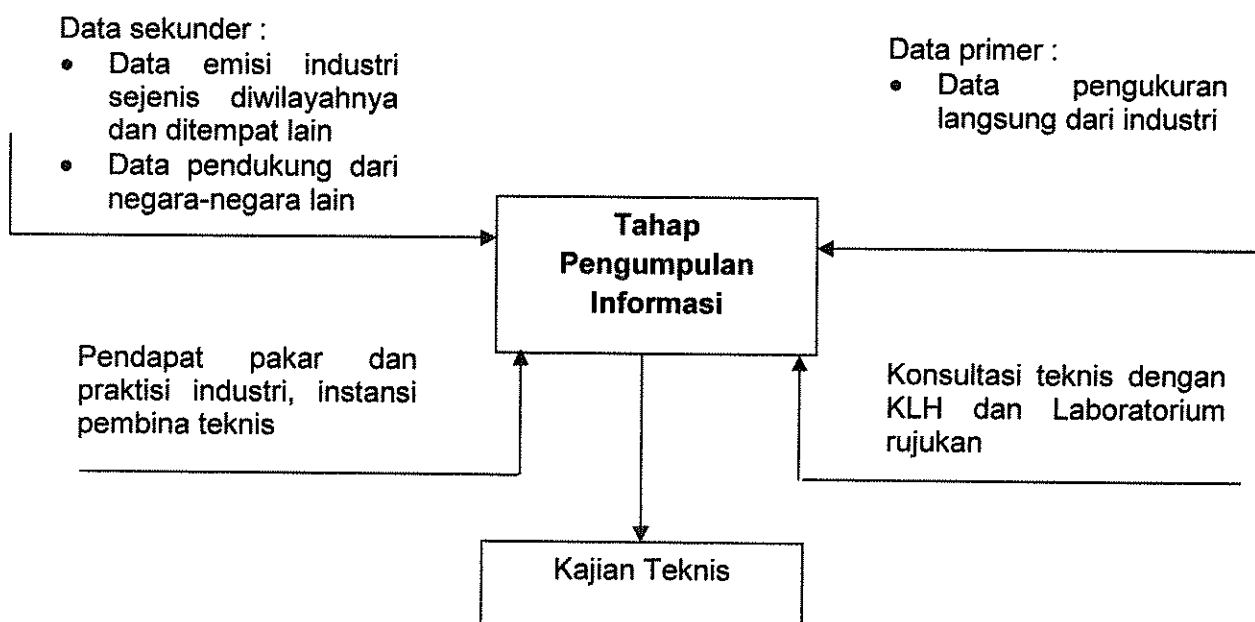 Data sekunder :
• Data emisi industri
sejenis diwilayahnya
dan ditempat lain
• Data pendukung dari
negara-negara lain
Data primer :
• Data pengukuran
langsung dari industri
Tahap
Pengumpulan
Informasi
Pendapat pakar dan
praktisi industri, instansi
pembina teknis
Konsultasi teknis dengan
KLH dan Laboratorium
rujukan
Kajian Teknis